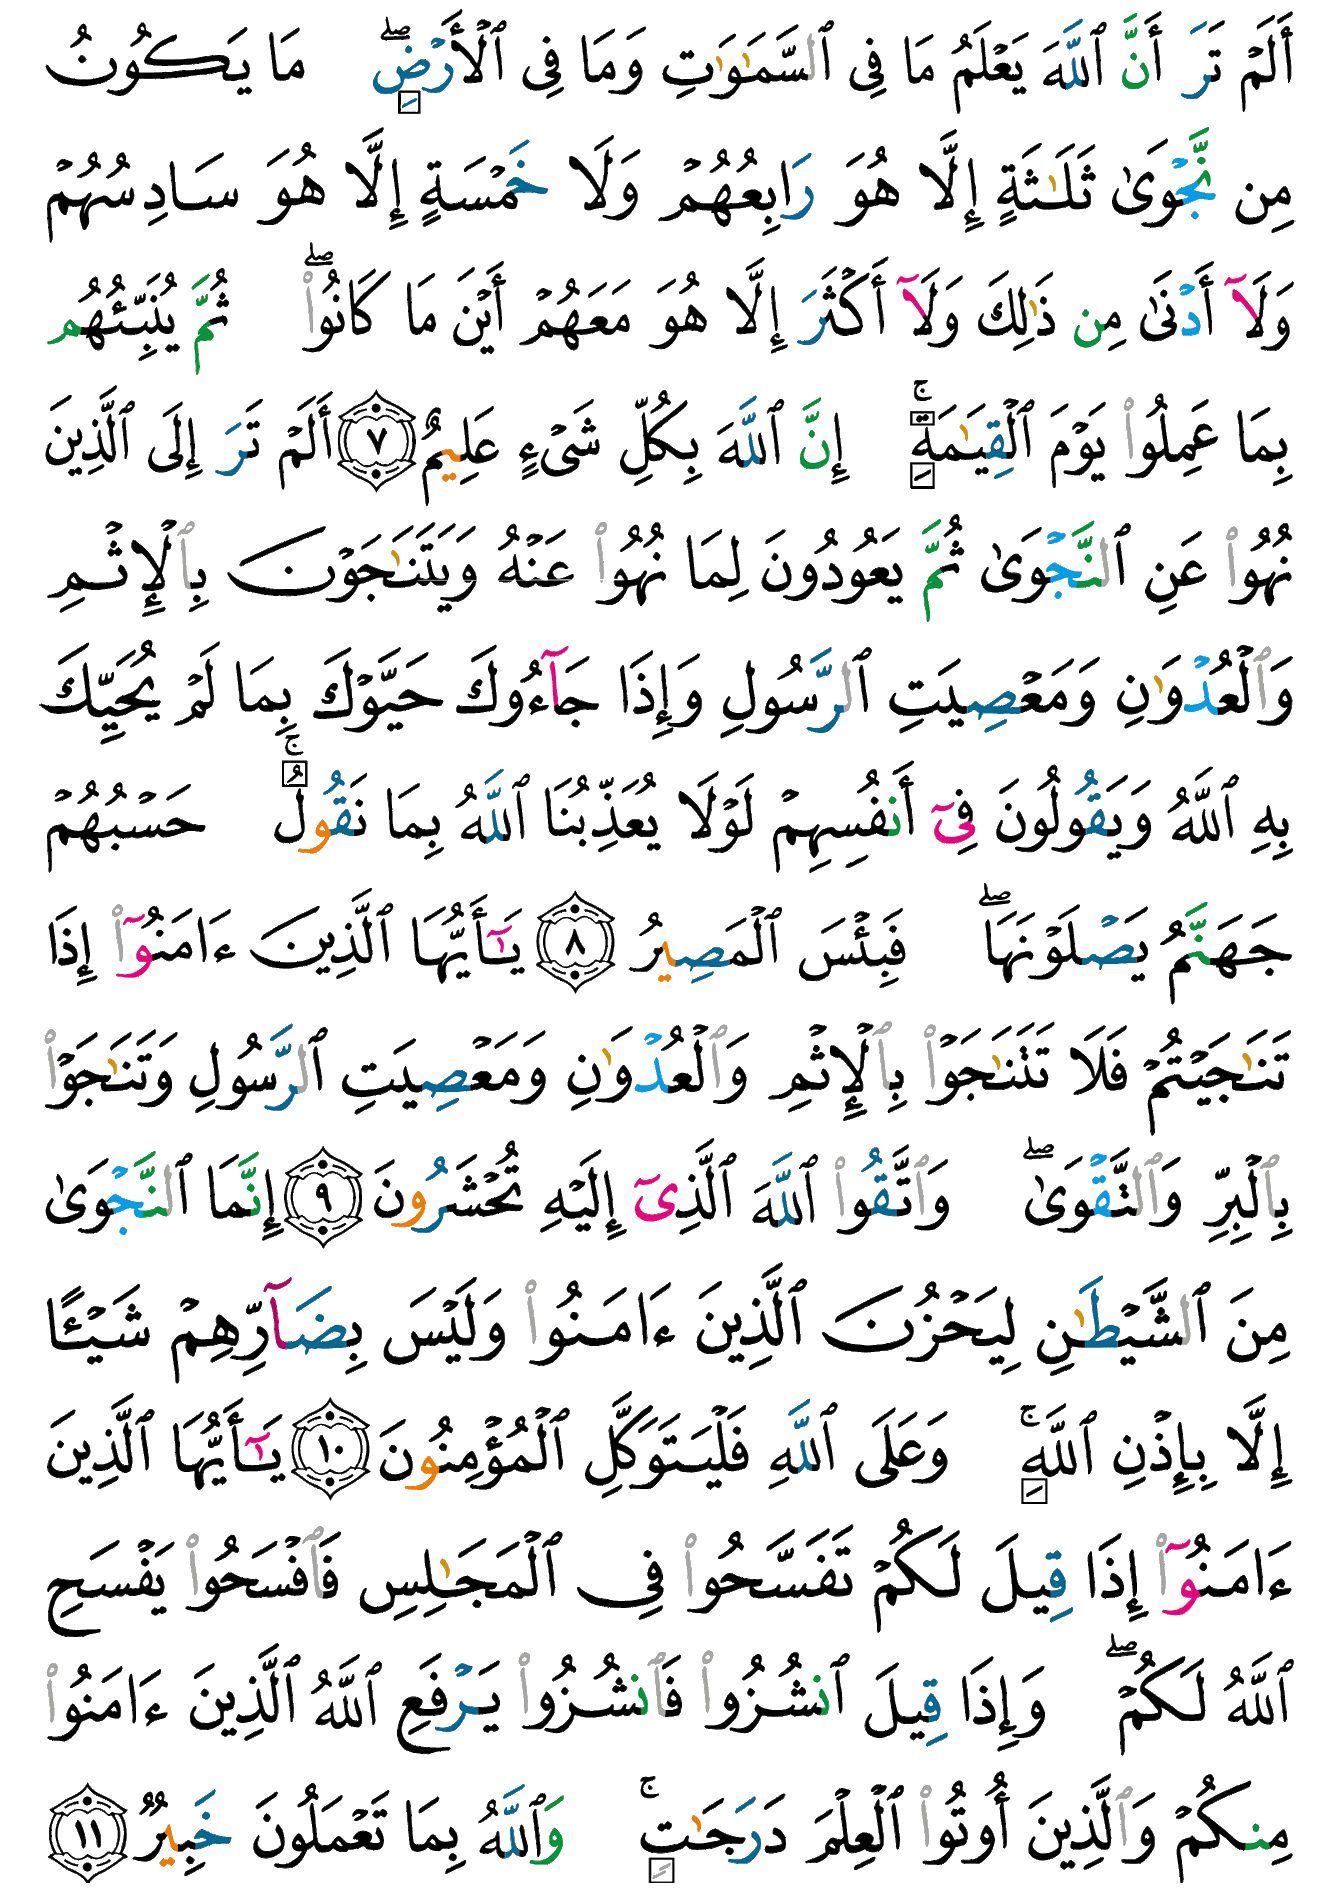 أَلَمْ تَرَ أَنَّ ٱللَّهَ يَعْلَمُ مَا فِى ٱلسَّمَـٰوَٰتِ وَمَا فِى ٱلْأَرْضِ ۖ مَا يَكُونُ
مِن نَّجْوَىٰ ثَلَـٰثَةٍ إِلَّا هُوَ رَابِعُهُمْ وَلَا خَمْسَةٍ إِلَّا هُوَ سَادِسُهُمْ
وَلَآ أَدْنَىٰ مِن ذَٰلِكَ وَلَآ أَكْثَرَ إِلَّا هُوَ مَعَهُمْ أَيْنَ مَا كَانُوا۟ ۖ ثُمَّ يُنَبِّئُهُم
بِمَا عَمِلُوا۟ يَوْمَ ٱلْقِيَـٰمَةِ ۚ إِنَّ ٱللَّهَ بِكُلِّ شَىْءٍ عَلِيمٌ ٧ أَلَمْ تَرَ إِلَى ٱلَّذِينَ
نُهُوا۟ عَنِ ٱلنَّجْوَىٰ ثُمَّ يَعُودُونَ لِمَا نُهُوا۟ عَنْهُ وَيَتَنَـٰجَوْنَ بِٱلْإِثْمِ
وَٱلْعُدْوَٰنِ وَمَعْصِيَتِ ٱلرَّسُولِ وَإِذَا جَآءُوكَ حَيَّوْكَ بِمَا لَمْ يُحَيِّكَ
بِهِ ٱللَّهُ وَيَقُولُونَ فِىٓ أَنفُسِهِمْ لَوْلَا يُعَذِّبُنَا ٱللَّهُ بِمَا نَقُولُ ۚ حَسْبُهُمْ
جَهَنَّمُ يَصْلَوْنَهَا ۖ فَبِئْسَ ٱلْمَصِيرُ ٨ يَـٰٓأَيُّهَا ٱلَّذِينَ ءَامَنُوٓا۟ إِذَا
تَنَـٰجَيْتُمْ فَلَا تَتَنَـٰجَوْا۟ بِٱلْإِثْمِ وَٱلْعُدْوَٰنِ وَمَعْصِيَتِ ٱلرَّسُولِ وَتَنَـٰجَوْا۟
بِٱلْبِرِّ وَٱلتَّقْوَىٰ ۖ وَٱتَّقُوا۟ ٱللَّهَ ٱلَّذِىٓ إِلَيْهِ تُحْشَرُونَ ٩ إِنَّمَا ٱلنَّجْوَىٰ
مِنَ ٱلشَّيْطَـٰنِ لِيَحْزُنَ ٱلَّذِينَ ءَامَنُوا۟ وَلَيْسَ بِضَآرِّهِمْ شَيْـًٔا
إِلَّا بِإِذْنِ ٱللَّهِ ۚ وَعَلَى ٱللَّهِ فَلْيَتَوَكَّلِ ٱلْمُؤْمِنُونَ ١٠ يَـٰٓأَيُّهَا ٱلَّذِينَ
ءَامَنُوٓا۟ إِذَا قِيلَ لَكُمْ تَفَسَّحُوا۟ فِى ٱلْمَجَـٰلِسِ فَٱفْسَحُوا۟ يَفْسَحِ
ٱللَّهُ لَكُمْ ۖ وَإِذَا قِيلَ ٱنشُزُوا۟ فَٱنشُزُوا۟ يَرْفَعِ ٱللَّهُ ٱلَّذِينَ ءَامَنُوا۟
مِنكُمْ وَٱلَّذِينَ أُوتُوا۟ ٱلْعِلْمَ دَرَجَـٰتٍ ۚ وَٱللَّهُ بِمَا تَعْمَلُونَ خَبِيرٌ ١١